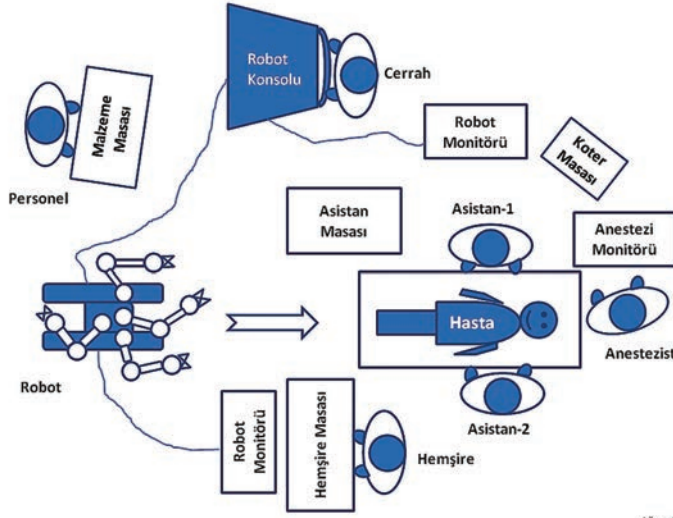 Robot
Konsolu
Cerrah
Malzeme
Masası
Personel
Robot
Monitörü
Koter
Masası
Asistan
Masası
Asistan-1
Anestezi
Monitörü
Hasta
Anestezist
Robot
Asistan-2
Robot
Monitörü
Hemşire Masası
Hemşire